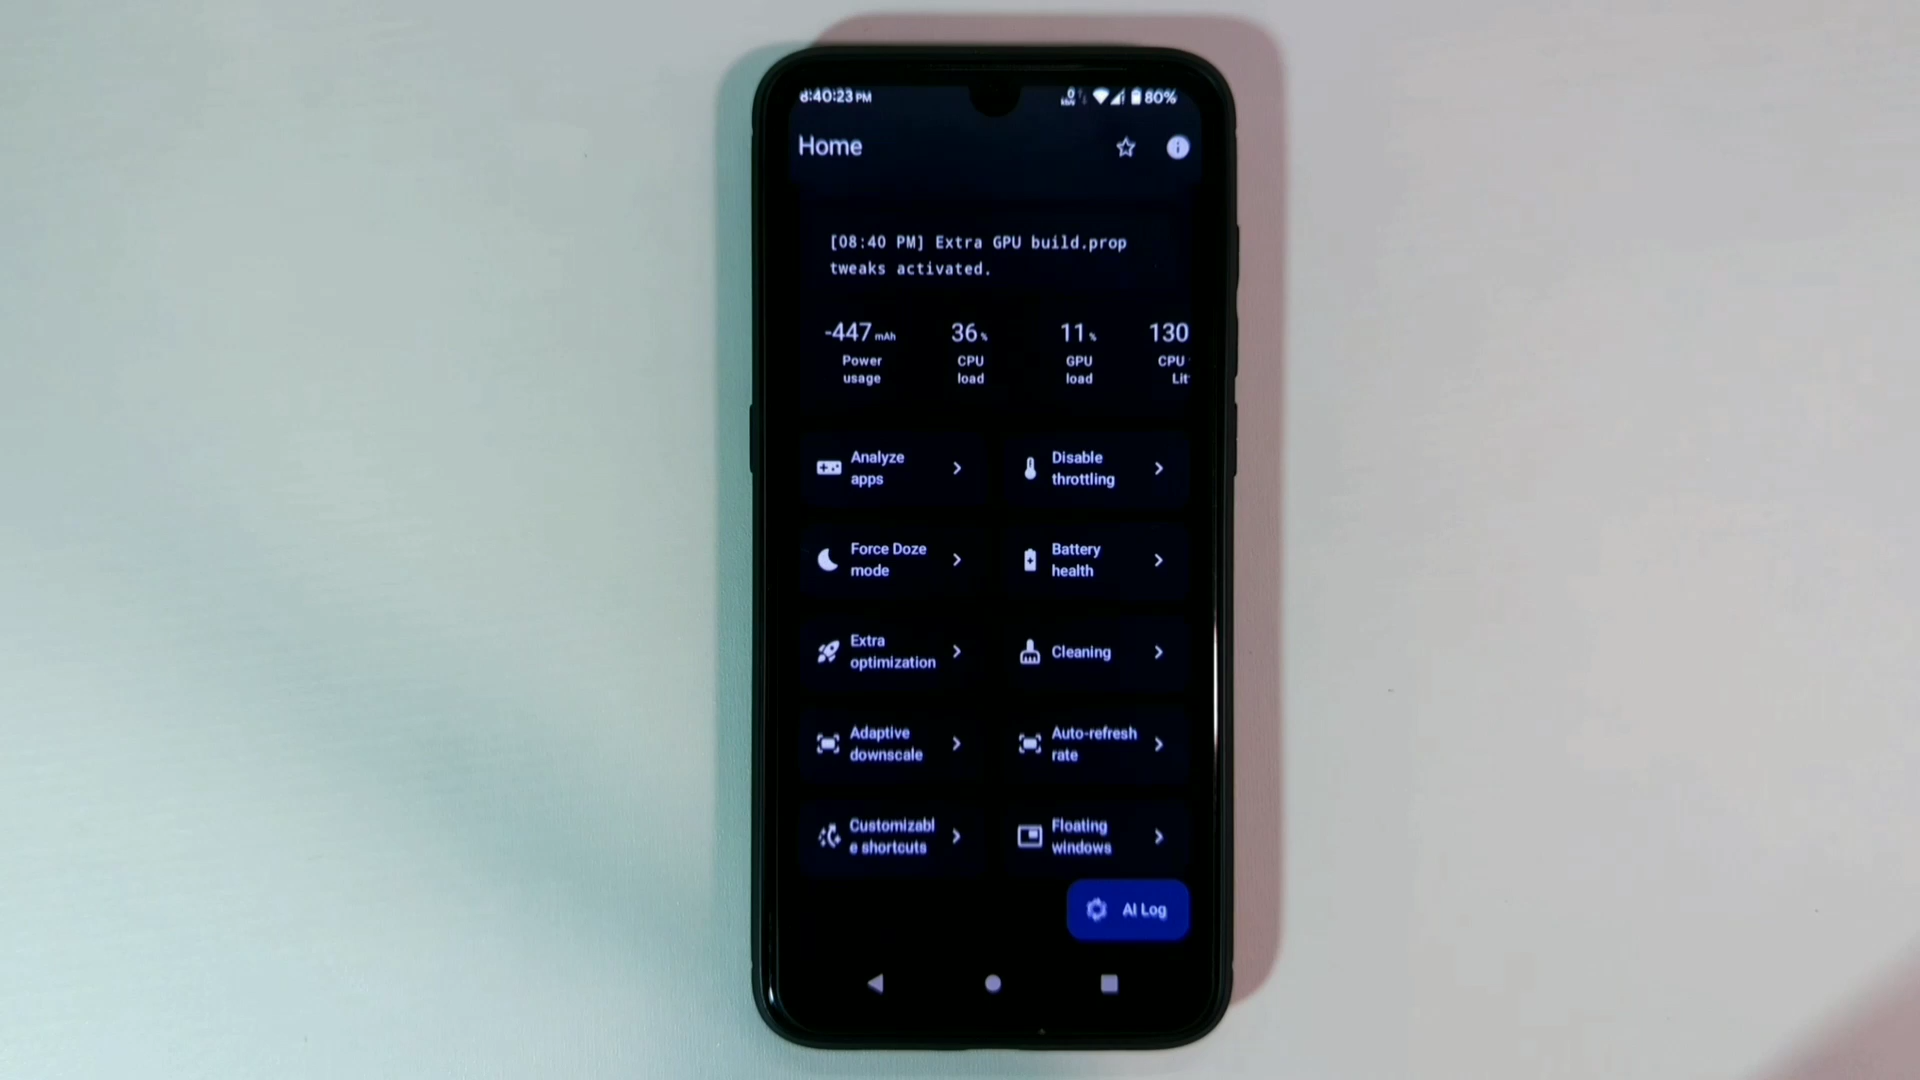 8:40:23 PM 80%
Home
[08:40 PM] Extra GPU build.prop
tweaks activated.
-447 mAh 36 % 11 % 130
Power CPU GPU CPU
usage load load Lit
Analyze
apps
Disable
throttling
Force Doze
mode
Battery
health
Extra
optimization
Cleaning
Adaptive
downscale
Auto-refresh
rate
Customizabl
e shortcuts
Floating
windows
AI Log